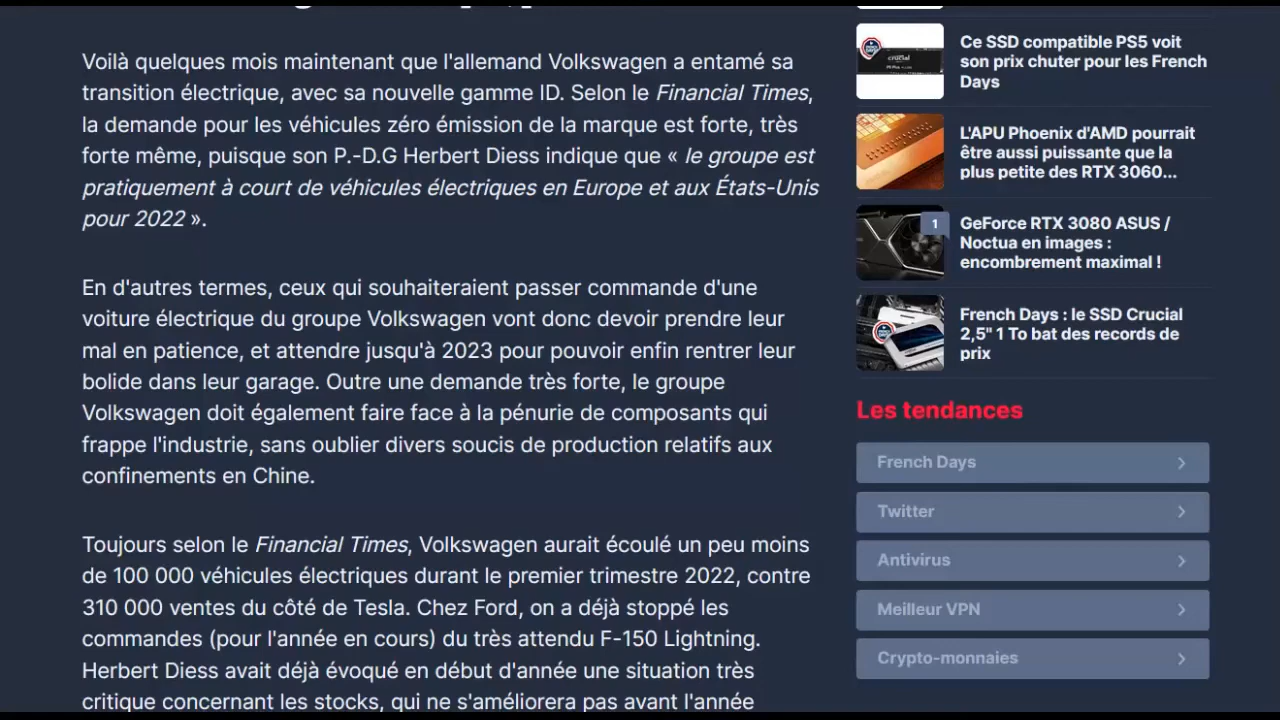 Voilà quelques mois maintenant que l'allemand Volkswagen a entamé sa
transition électrique, avec sa nouvelle gamme ID. Selon le Financial Times,
la demande pour les véhicules zéro émission de la marque est forte, très
forte même, puisque son P.-D.G Herbert Diess indique que « le groupe est
pratiquement à court de véhicules électriques en Europe et aux États-Unis
pour 2022 ».
En d'autres termes, ceux qui souhaiteraient passer commande d'une
voiture électrique du groupe Volkswagen vont donc devoir prendre leur
mal en patience, et attendre jusqu'à 2023 pour pouvoir enfin rentrer leur
bolide dans leur garage. Outre une demande très forte, le groupe
Volkswagen doit également faire face à la pénurie de composants qui
frappe l'industrie, sans oublier divers soucis de production relatifs aux
confinements en Chine.
Toujours selon le Financial Times, Volkswagen aurait écoulé un peu moins
de 100 000 véhicules électriques durant le premier trimestre 2022, contre
310 000 ventes du côté de Tesla. Chez Ford, on a déjà stoppé les
commandes (pour l'année en cours) du très attendu F-150 Lightning.
Herbert Diess avait déjà évoqué en début d'année une situation très
critique concernant les stocks, qui ne s'améliorera pas avant l'année
crucial
Ce SSD compatible PS5 voit
son prix chuter pour les French
Days
L'APU Phoenix d'AMD pourrait
être aussi puissante que la
plus petite des RTX 3060...
1
GeForce RTX 3080 ASUS /
Noctua en images :
encombrement maximal !
French Days : le SSD Crucial
2,5" 1 To bat des records de
prix
Les tendances
French Days
Twitter
Antivirus
Meilleur VPN
Crypto-monnaies